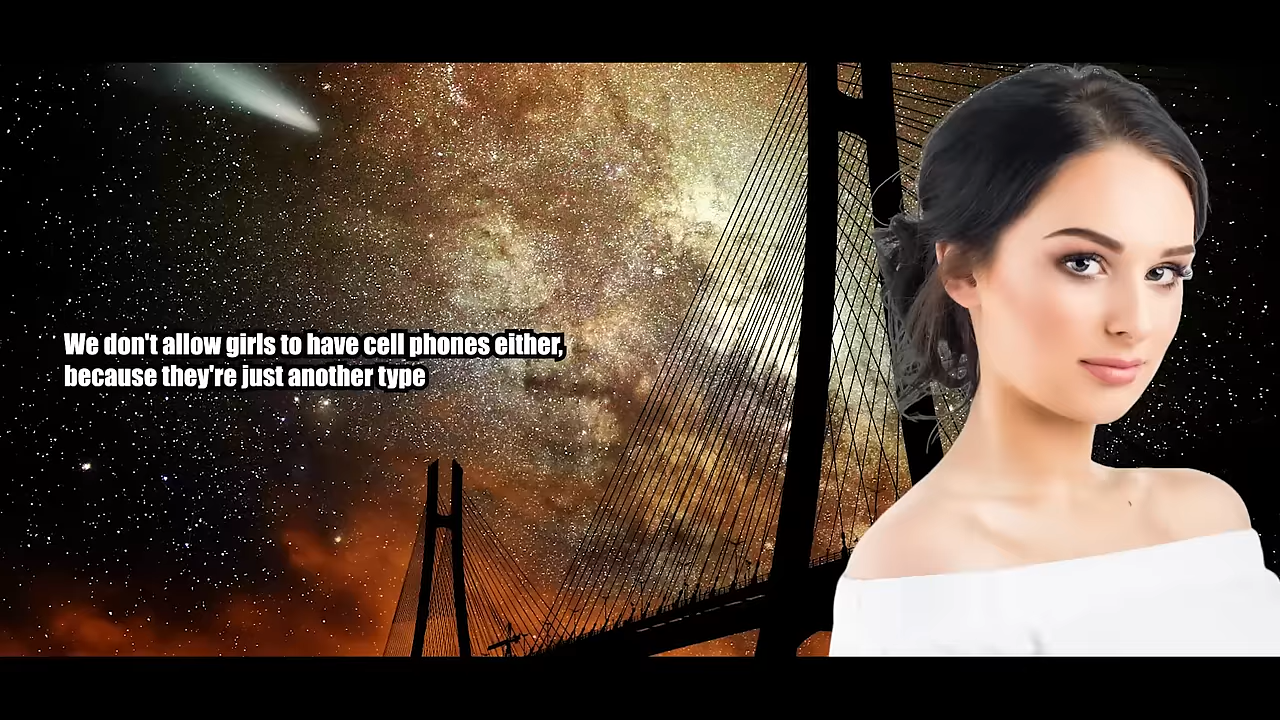 We don't allow girls to have cell phones either,
because they're just another type